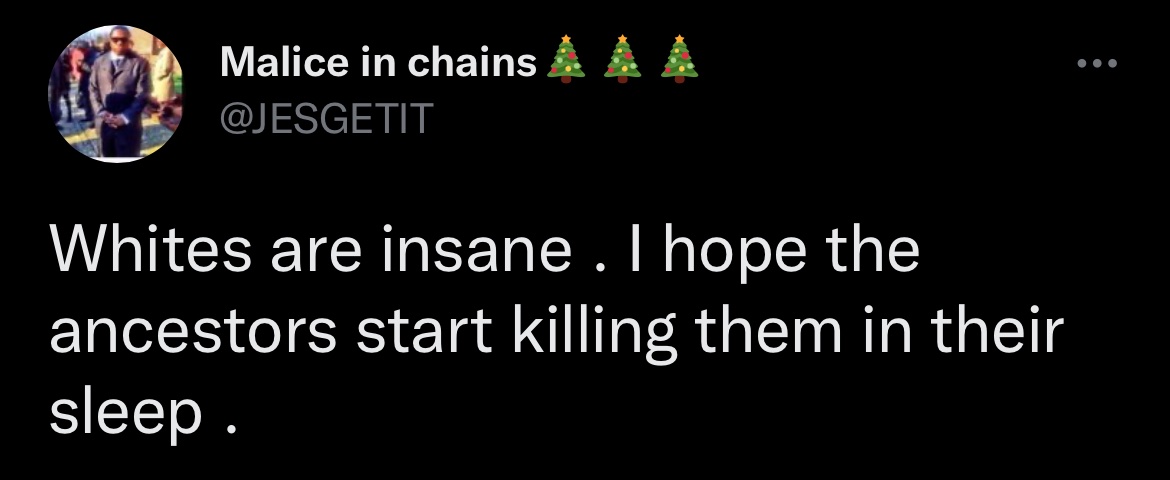 Malice in chains🎄🎄🎄
@JESGETIT
Whites are insane . I hope the
ancestors start killing them in their
sleep .